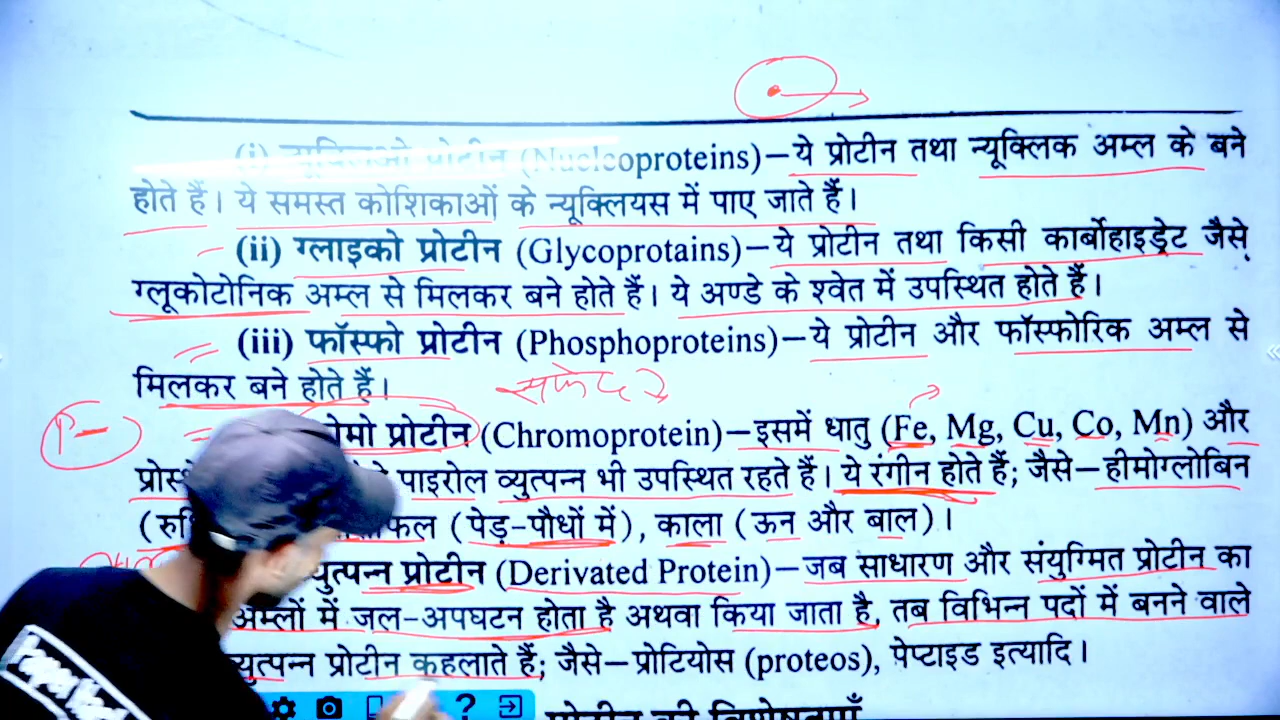 (i) न्यूक्लिओ प्रोटीन (Nucleoproteins)–ये प्रोटीन तथा न्यूक्लिक अम्ल के बने
होते हैं। ये समस्त कोशिकाओं के न्यूक्लियस में पाए जाते हैं।
(ii) ग्लाइको प्रोटीन (Glycoprotains)–ये प्रोटीन तथा किसी कार्बोहाइड्रेट जैसे
ग्लूकोटोनिक अम्ल से मिलकर बने होते हैं। ये अण्डे के श्वेत में उपस्थित होते हैं।
(iii) फॉस्फो प्रोटीन (Phosphoproteins)–ये प्रोटीन और फॉस्फोरिक अम्ल से
मिलकर बने होते हैं।
P–
मो प्रोटीन (Chromoprotein)–इसमें धातु (Fe, Mg, Cu, Co, Mn) और
पाइरोल व्युत्पन्न भी उपस्थित रहते हैं। ये रंगीन होते हैं; जैसे–हीमोग्लोबिन
फल (पेड़-पौधों में), काला (ऊन और बाल)।
युत्पन्न प्रोटीन (Derivated Protein)–जब साधारण और संयुग्मित प्रोटीन का
अम्लों में जल-अपघटन होता है अथवा किया जाता है, तब विभिन्न पदों में बनने वाले
युत्पन्न प्रोटीन कहलाते हैं; जैसे–प्रोटियोस (proteos), पेप्टाइड इत्यादि।
प्रोटीन की विशेषताएँ